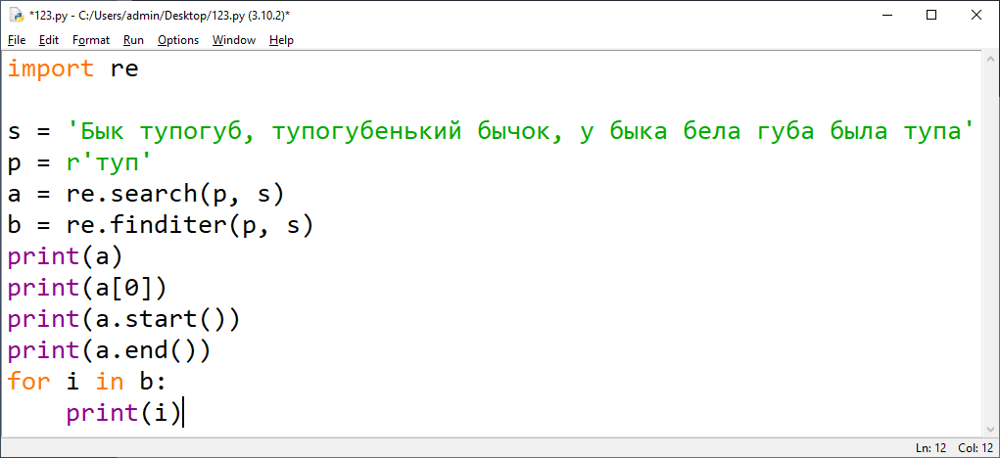 *123.py - C:/Users/admin/Desktop/123.py (3.10.2)*
File Edit Format Run Options Window Help
import re
s = 'Бык тупогуб, тупогубенький бычок, у быка бела губа была тупа'
p = r'туп'
a = re.search(p, s)
b = re.finditer(p, s)
print(a)
print(a[0])
print(a.start())
print(a.end())
for i in b:
    print(i)
Ln: 12 Col: 12